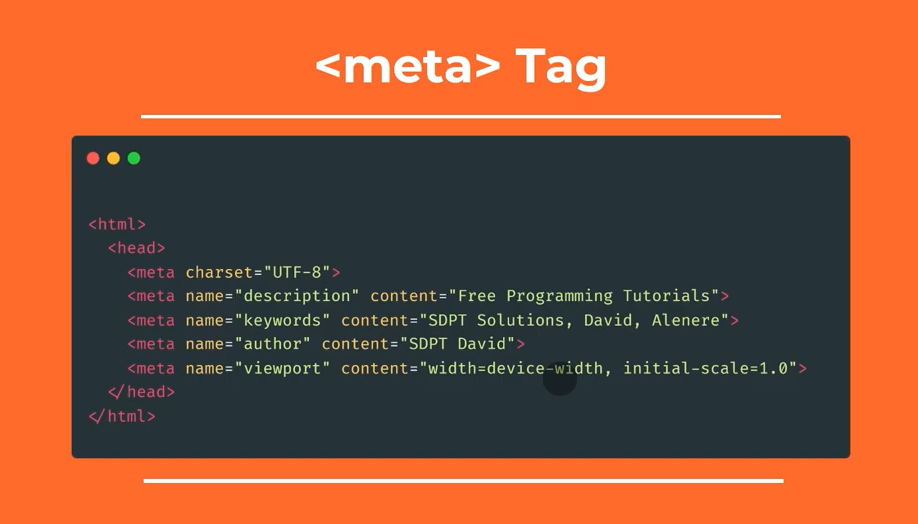 <meta> Tag
<html>
<head>
<meta charset="UTF-8">
<meta name="description" content="Free Programming Tutorials">
<meta name="keywords" content="SDPT Solutions, David, Alenere">
<meta name="author" content="SDPT David">
<meta name="viewport" content="width=device-width, initial-scale=1.0">
</head>
</html>